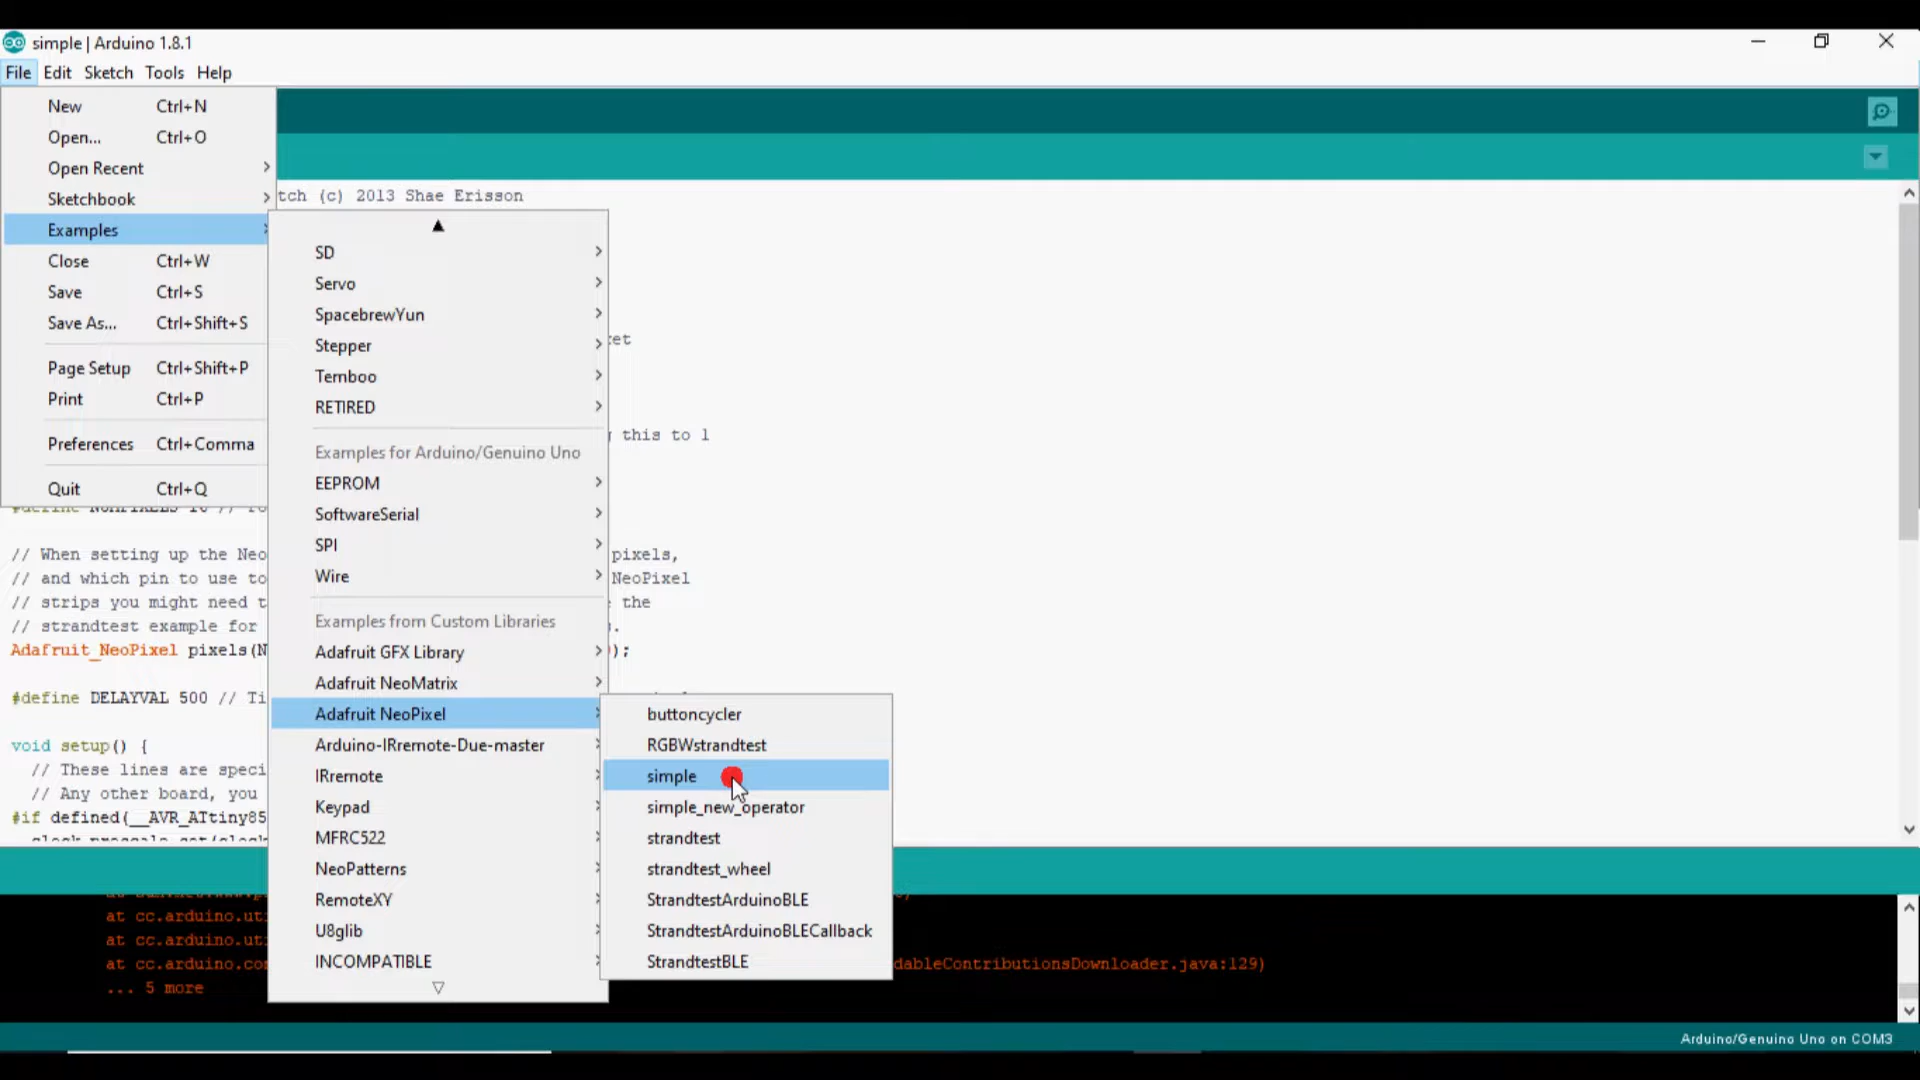 simple | Arduino 1.8.1
File Edit Sketch Tools Help
New Ctrl+N
Open... Ctrl+O
Open Recent
Sketchbook
Examples
Close Ctrl+W
Save Ctrl+S
Save As... Ctrl+Shift+S
Page Setup Ctrl+Shift+P
Print Ctrl+P
Preferences Ctrl+Comma
Quit Ctrl+Q
SD
Servo
SpacebrewYun
Stepper
Temboo
RETIRED
Examples for Arduino/Genuino Uno
EEPROM
SoftwareSerial
SPI
Wire
Examples from Custom Libraries
Adafruit GFX Library
Adafruit NeoMatrix
Adafruit NeoPixel
Arduino-IRremote-Due-master
IRremote
Keypad
MFRC522
NeoPatterns
RemoteXY
U8glib
INCOMPATIBLE
buttoncycler
RGBWstrandtest
simple
simple_new_operator
strandtest
strandtest_wheel
StrandtestArduinoBLE
StrandtestArduinoBLECallback
StrandtestBLE
tch (c) 2013 Shae Erisson
this to l
// When setting up the Neo pixels,
// and which pin to use to NeoPixel
// strips you might need t the
// strandtest example for
Adafruit_NeoPixel pixels(N );
#define DELAYVAL 500 // Ti
void setup() {
// These lines are speci
// Any other board, you
#if defined(__AVR_ATtiny85
at cc.arduino.ut
at cc.arduino.ut
at cc.arduino.co dableContributionsDownloader.java:129)
... 5 more
Arduino/Genuino Uno on COM3